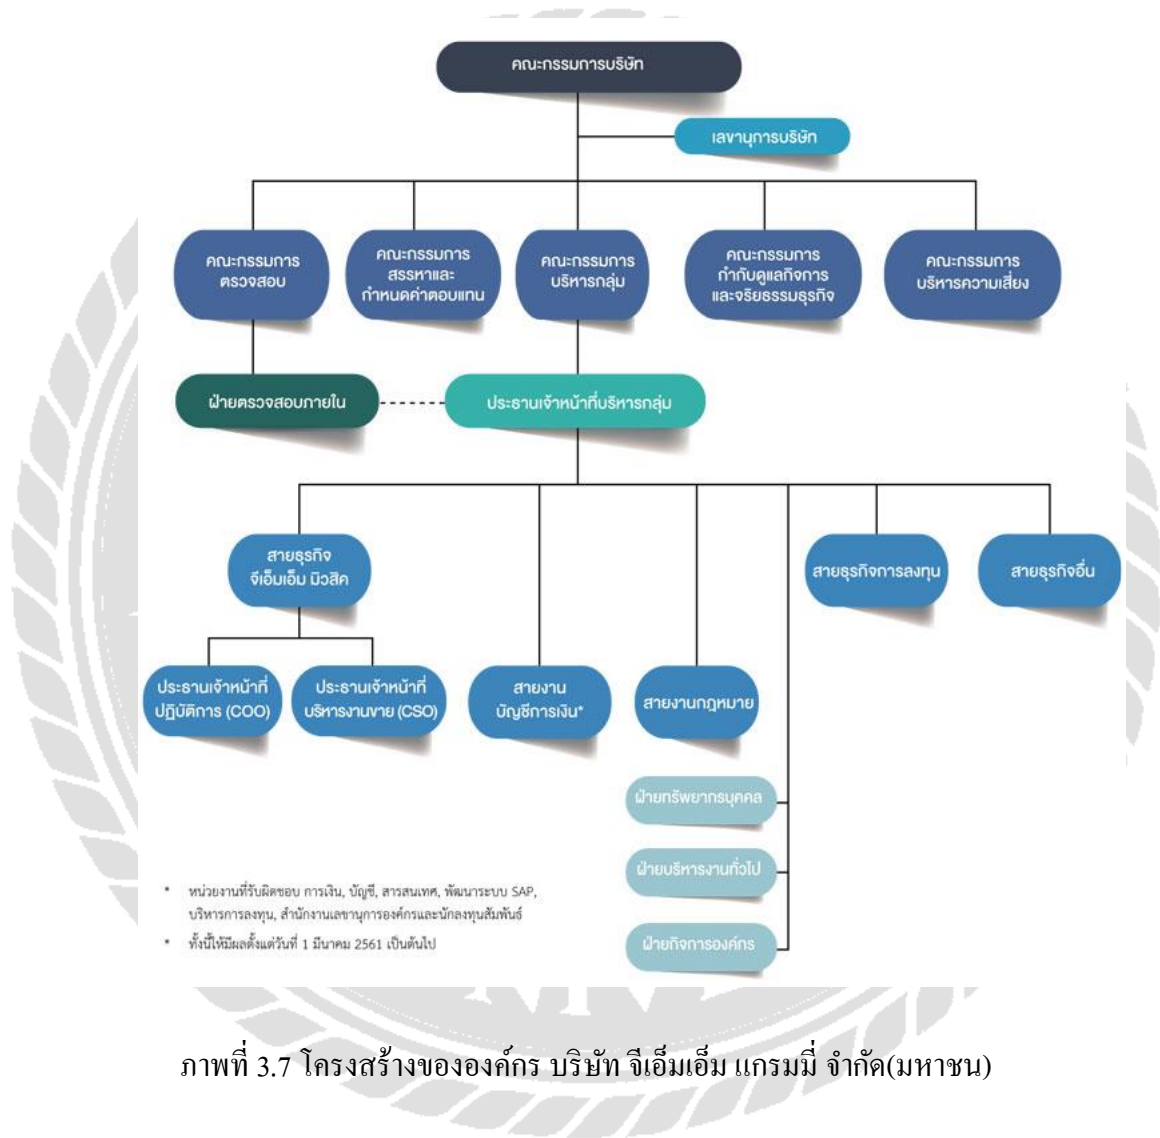 คณะกรรมการบริษัท
เลขานุการบริษัท
คณะกรรมการ
ตรวจสอบ
คณะกรรมการ
สรรหาและ
กำหนดค่าตอบแทน
คณะกรรมการ
บริหารกลุ่ม
คณะกรรมการ
กำกับดูแลกิจการ
และจริยธรรมธุรกิจ
คณะกรรมการ
บริหารความเสี่ยง
ฝ่ายตรวจสอบภายใน
ประธานเจ้าหน้าที่บริหารกลุ่ม
สายธุรกิจ
จีเอ็มเอ็ม มิวสิค
สายธุรกิจการลงทุน
สายธุรกิจอื่น
ประธานเจ้าหน้าที่
ปฏิบัติการ (COO)
ประธานเจ้าหน้าที่
บริหารงานขาย (CSO)
สายงาน
บัญชีการเงิน*
สายงานกฎหมาย
ฝ่ายทรัพยากรบุคคล
ฝ่ายบริหารงานทั่วไป
ฝ่ายกิจการองค์กร
* หน่วยงานที่รับผิดชอบ การเงิน, บัญชี, สารสนเทศ, พัฒนาระบบ SAP,
บริหารการลงทุน, สำนักงานเลขานุการองค์กรและนักลงทุนสัมพันธ์
* ทั้งนี้ให้มีผลตั้งแต่วันที่ 1 มีนาคม 2561 เป็นต้นไป
ภาพที่ 3.7 โครงสร้างขององค์กร บริษัท จีเอ็มเอ็ม แกรมมี่ จำกัด(มหาชน)